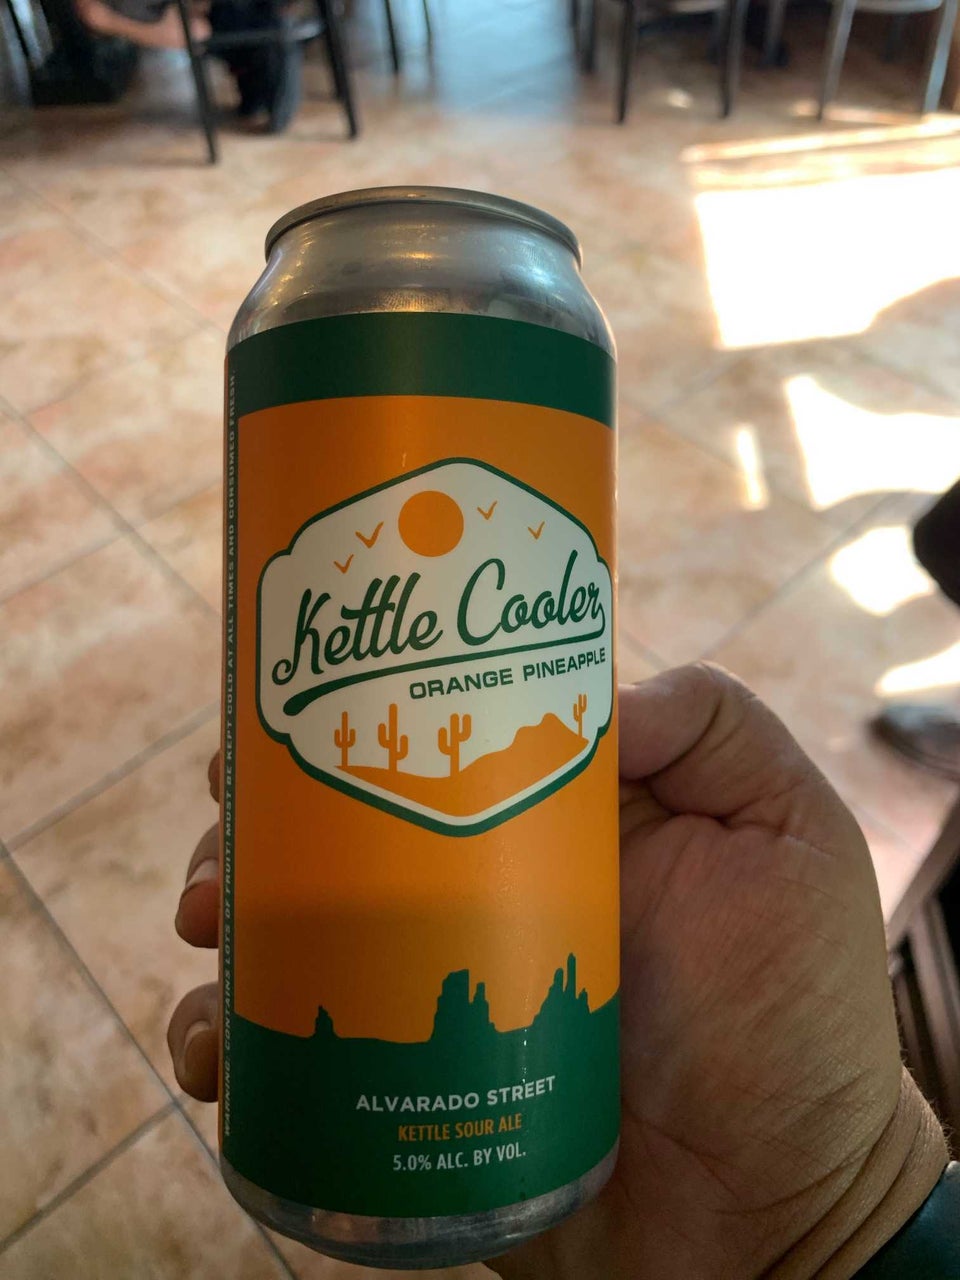 Kettle Cooler
ORANGE PINEAPPLE
ALVARADO STREET
KETTLE SOUR ALE
5.0% ALC. BY VOL.
WARNING: CONTAINS LOTS OF FRUIT! MUST BE KEPT COLD AT ALL TIMES AND CONSUMED FRESH.